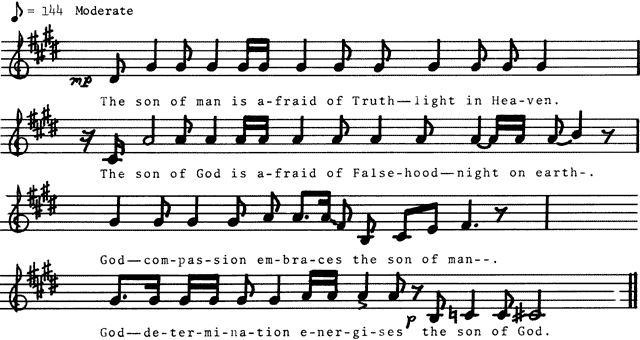 ♪ = 144 Moderate
mp
The son of man is a-fraid of Truth—light in Hea-ven.
The son of God is a-fraid of False-hood—night on earth-.
God—com-pas-sion em-bra-ces the son of man--.
p
God—de-ter-mi-na-tion e-ner-gi-ses the son of God.